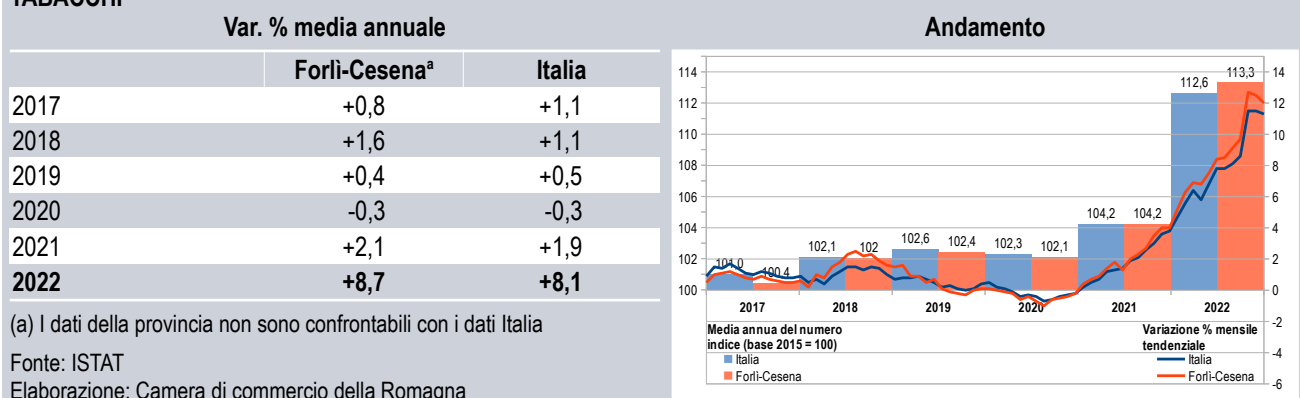 TABACCHI
Var. % media annuale
Forlì-Cesenaª Italia
2017 +0,8 +1,1
2018 +1,6 +1,1
2019 +0,4 +0,5
2020 -0,3 -0,3
2021 +2,1 +1,9
2022 +8,7 +8,1
(a) I dati della provincia non sono confrontabili con i dati Italia
Fonte: ISTAT
Elaborazione: Camera di commercio della Romagna
Andamento
114 14
112 12
110 10
108 8
106 6
104 4
102 2
100 0
-2
-4
-6
101,0 100,4 102,1 102 102,6 102,4 102,3 102,1 104,2 104,2 112,6 113,3
2017 2018 2019 2020 2021 2022
Media annua del numero
indice (base 2015 = 100)
Italia
Forlì-Cesena
Variazione % mensile
tendenziale
Italia
Forlì-Cesena